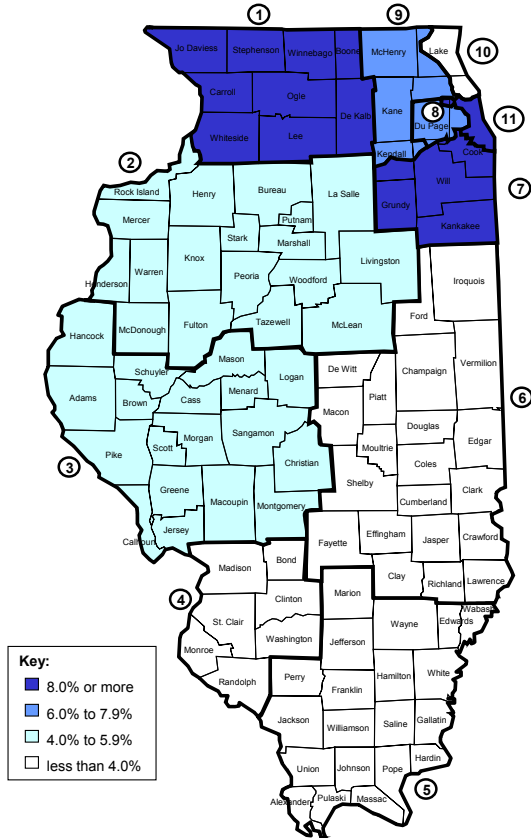 1
9
Jo Daviess Stephenson Winnebago Boone McHenry Lake
10
Carroll Ogle De Kalb Kane 8 Du Page
11
Whiteside Lee Kendall Cook
2
Rock Island Henry Bureau La Salle Grundy Will
7
Mercer Putnam Kankakee
Stark Marshall
Henderson Warren Knox Peoria Woodford Livingston Iroquois
Ford
McDonough Fulton Tazewell McLean
Hancock Mason
Schuyler Logan De Witt Champaign Vermilion
6
Adams Brown Cass Menard Macon Piatt
Sangamon Douglas
Scott Morgan Moultrie Edgar
3
Pike Christian Coles
Greene Shelby Clark
Macoupin Montgomery Cumberland
Jersey
Calhoun Fayette Effingham Jasper Crawford
Madison Bond Clay Richland Lawrence
4
Clinton Marion Wabash
St. Clair Wayne Edwards
Washington Jefferson
Monroe
Randolph Perry Hamilton White
Franklin
Jackson Williamson Saline Gallatin
Hardin
Union Johnson Pope
5
Alexander Pulaski Massac
Key:
8.0% or more
6.0% to 7.9%
4.0% to 5.9%
less than 4.0%